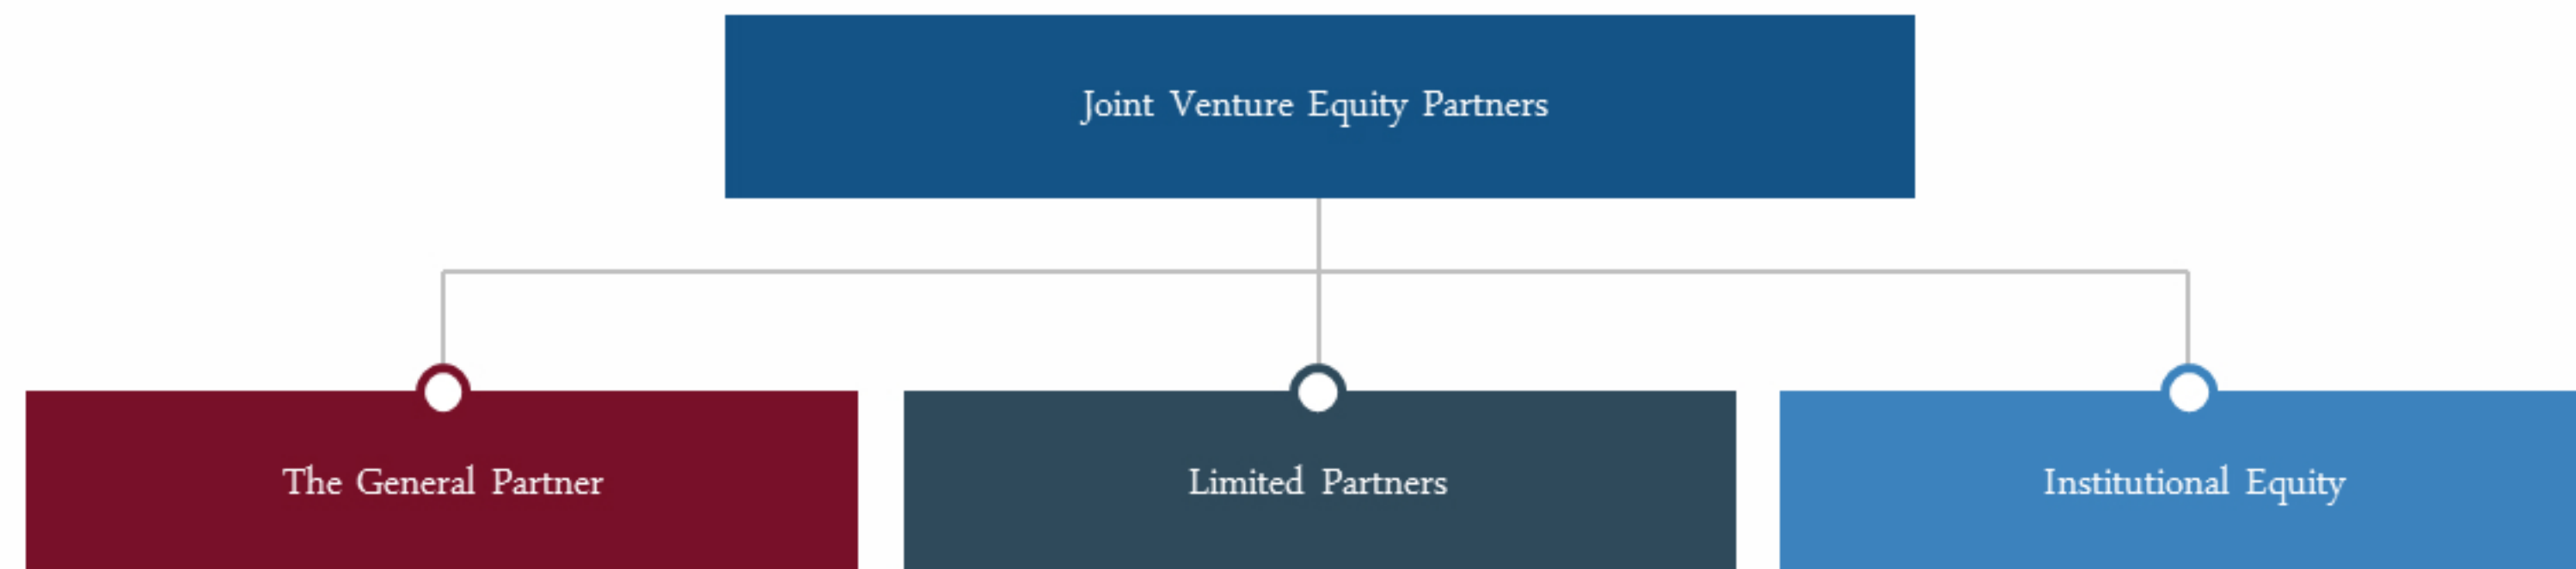 Joint Venture Equity Partners
The General Partner
Limited Partners
Institutional Equity